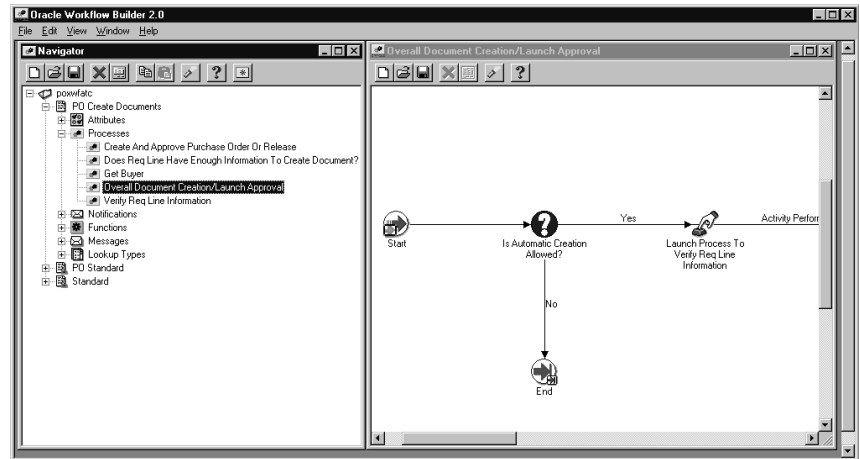 Oracle Workflow Builder 2.0
File Edit View Window Help
Navigator
poxwfatc
PO Create Documents
Attributes
Processes
Create And Approve Purchase Order Or Release
Does Req Line Have Enough Information To Create Document?
Get Buyer
Overall Document Creation/Launch Approval
Verify Req Line Information
Notifications
Functions
Messages
Lookup Types
PO Standard
Standard
Overall Document Creation/Launch Approval
Start
Is Automatic Creation
Allowed?
Yes
Launch Process To
Verify Req Line
Information
Activity Perforr
No
End